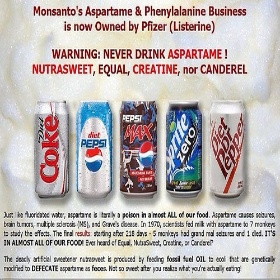 Monsanto's Aspartame & Phenylalanine Business
is now Owned by Pfizer (Listerine)
WARNING: NEVER DRINK ASPARTAME !
NUTRASWEET, EQUAL, CREATINE, nor CANDEREL
Diet
Coke
diet
PEPSI
PEPSI
MAX
Zero
Diet
Dr Pepper
Just like fluoridated water, aspartame is literally a poison in almost ALL of our food. Aspartame causes seizures,
brain tumors, multiple sclerosis (MS), and Grave's disease. In 1970, scientists fed milk with aspartame to 7 monkeys
to study the effects. The final results: starting after 218 days - 5 monkeys had grand mal seizures and 1 died. IT'S
IN ALMOST ALL OF OUR FOOD! Ever heard of Equal, NutraSweet, Creatine, or Canderel?
The deadly artificial sweetener nutrasweet is produced by feeding fossil fuel OIL to ecoli that are genetically
modified to DEFECATE aspartame as feces. Not so sweet after you realize what you're actually eating!